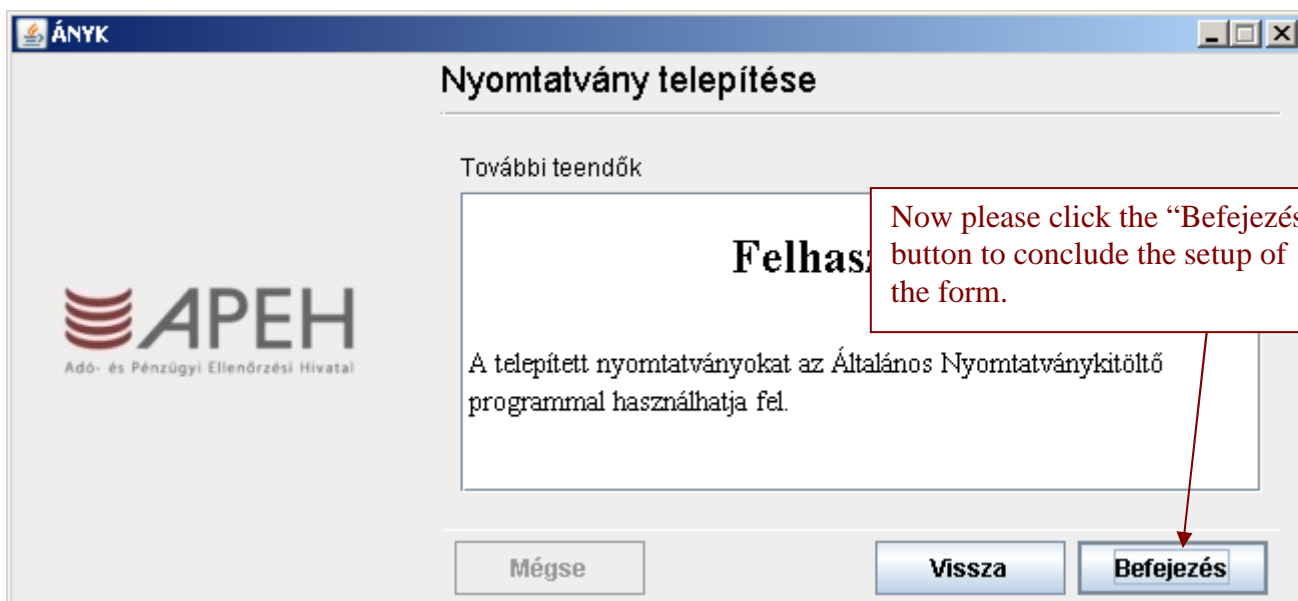 ÁNYK
Nyomtatvány telepítése
További teendők
Now please click the “Befejezés
button to conclude the setup of
the form.
APEH
Adó- és Pénzügyi Ellenőrzési Hivatal
A telepített nyomtatványokat az Általános Nyomtatványkitöltő
programmal használhatja fel.
Mégse
Vissza
Befejezés